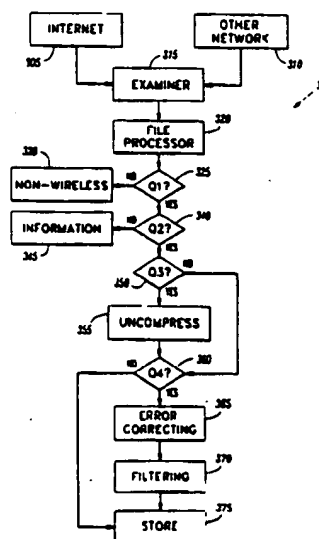 INTERNET
305
OTHER
NETWORK
310
315
EXAMINER
FILE
PROCESSOR
320
330
NON-WIRELESS
NO
Q1?
325
YES
INFORMATION
345
NO
Q2?
340
YES
Q3?
350
NO
YES
355
UNCOMPRESS
NO
Q4?
360
YES
ERROR
CORRECTING
365
FILTERING
370
STORE
375